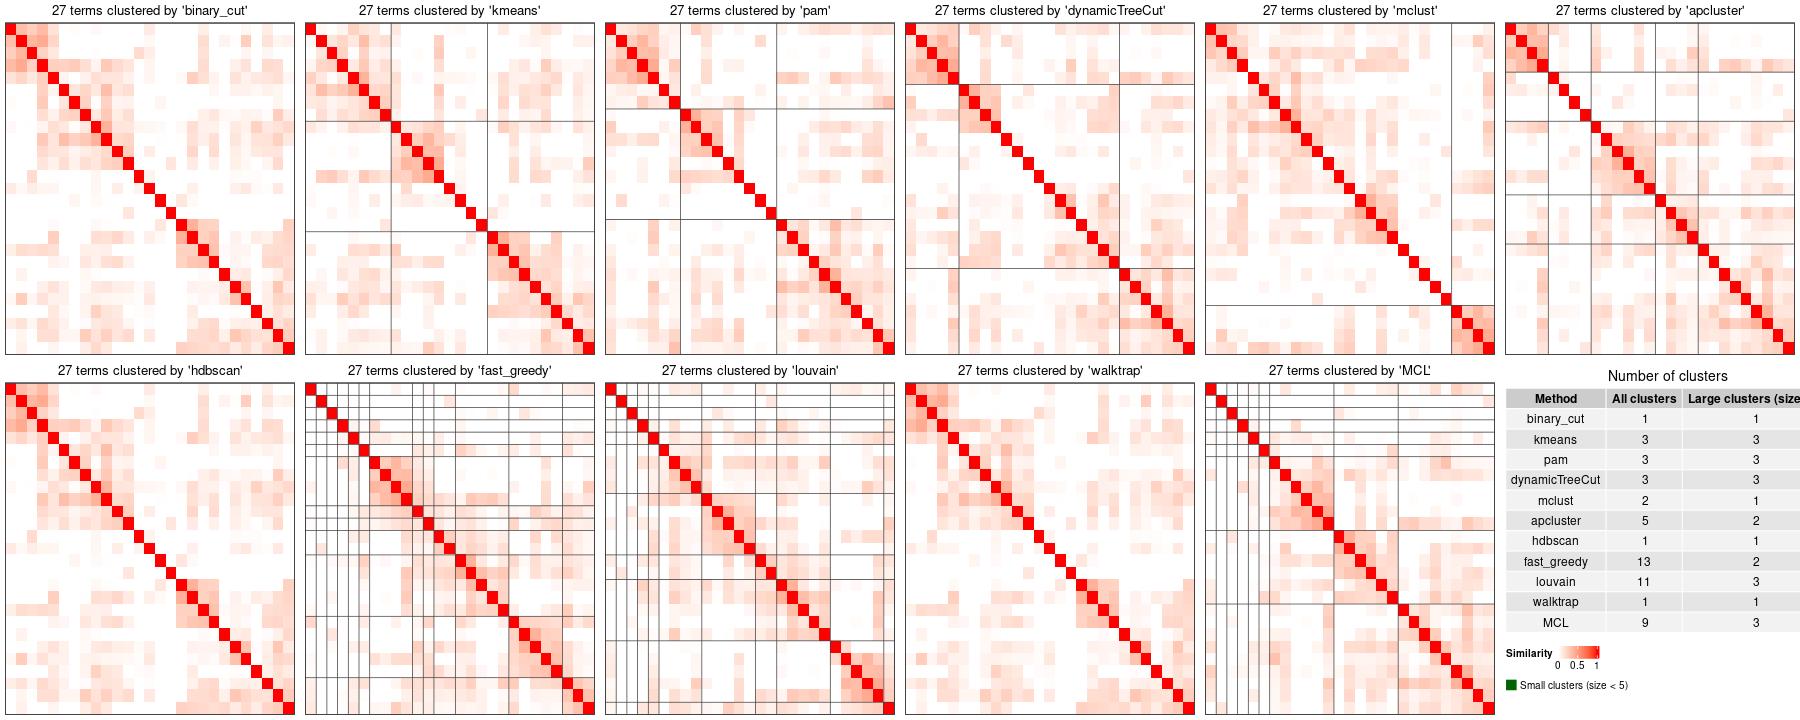 27 terms clustered by 'binary_cut'
27 terms clustered by 'kmeans'
27 terms clustered by 'pam'
27 terms clustered by 'dynamicTreeCut'
27 terms clustered by 'mclust'
27 terms clustered by 'apcluster'
27 terms clustered by 'hdbscan'
27 terms clustered by 'fast_greedy'
27 terms clustered by 'louvain'
27 terms clustered by 'walktrap'
27 terms clustered by 'MCL'
Number of clusters
Method All clusters Large clusters (size
binary_cut 1 1
kmeans 3 3
pam 3 3
dynamicTreeCut 3 3
mclust 2 1
apcluster 5 2
hdbscan 1 1
fast_greedy 13 2
louvain 11 3
walktrap 1 1
MCL 9 3
Similarity
0 0.5 1
Small clusters (size < 5)